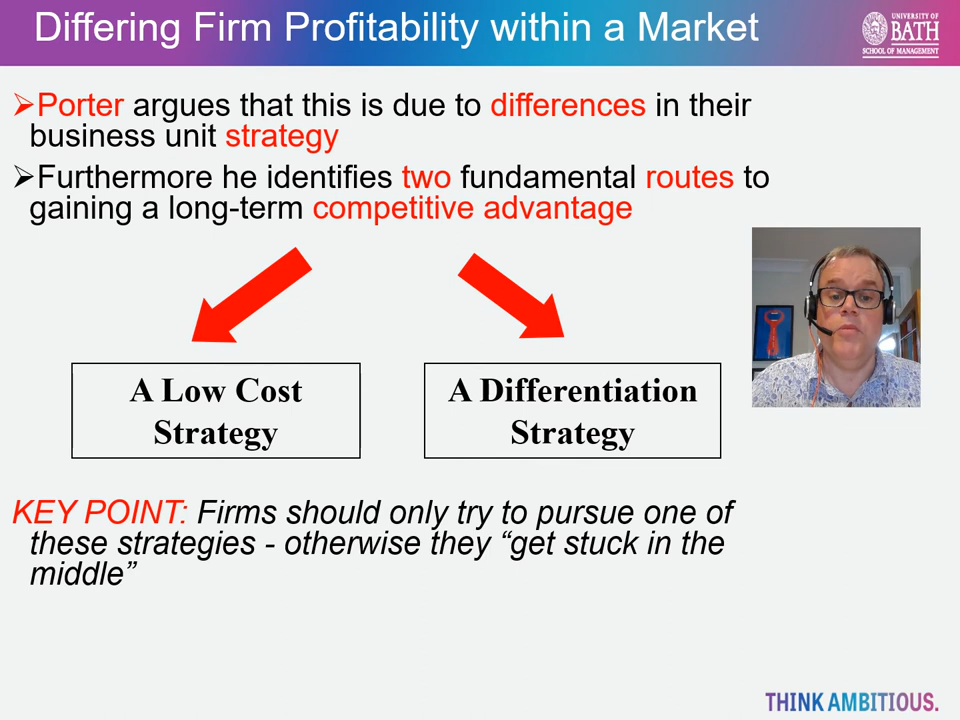 Differing Firm Profitability within a Market
UNIVERSITY OF
BATH
SCHOOL OF MANAGEMENT
➢Porter argues that this is due to differences in their
business unit strategy
➢Furthermore he identifies two fundamental routes to
gaining a long-term competitive advantage
A Low Cost
Strategy
A Differentiation
Strategy
KEY POINT: Firms should only try to pursue one of
these strategies - otherwise they “get stuck in the
middle”
THINK AMBITIOUS.